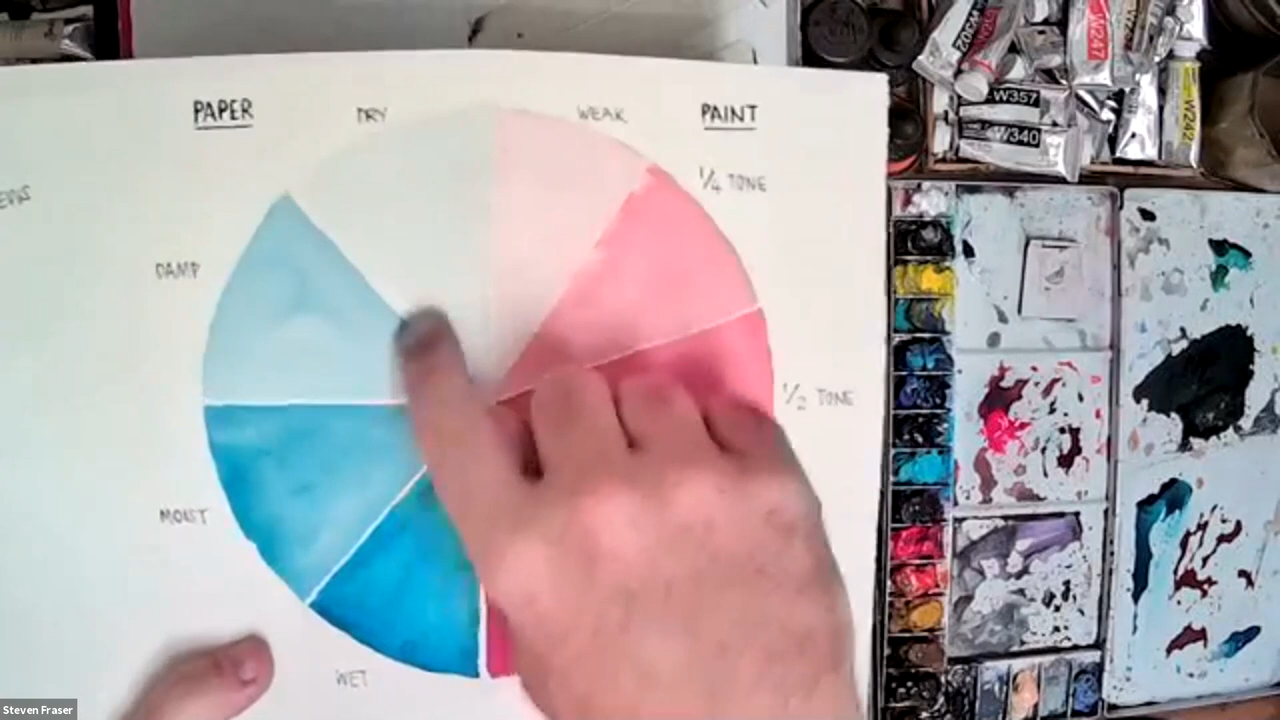 PAPER
DRY
WEAK
PAINT
1/4 TONE
DAMP
1/2 TONE
MOIST
WET
W302
W247
W357
W340
W242
Steven Fraser